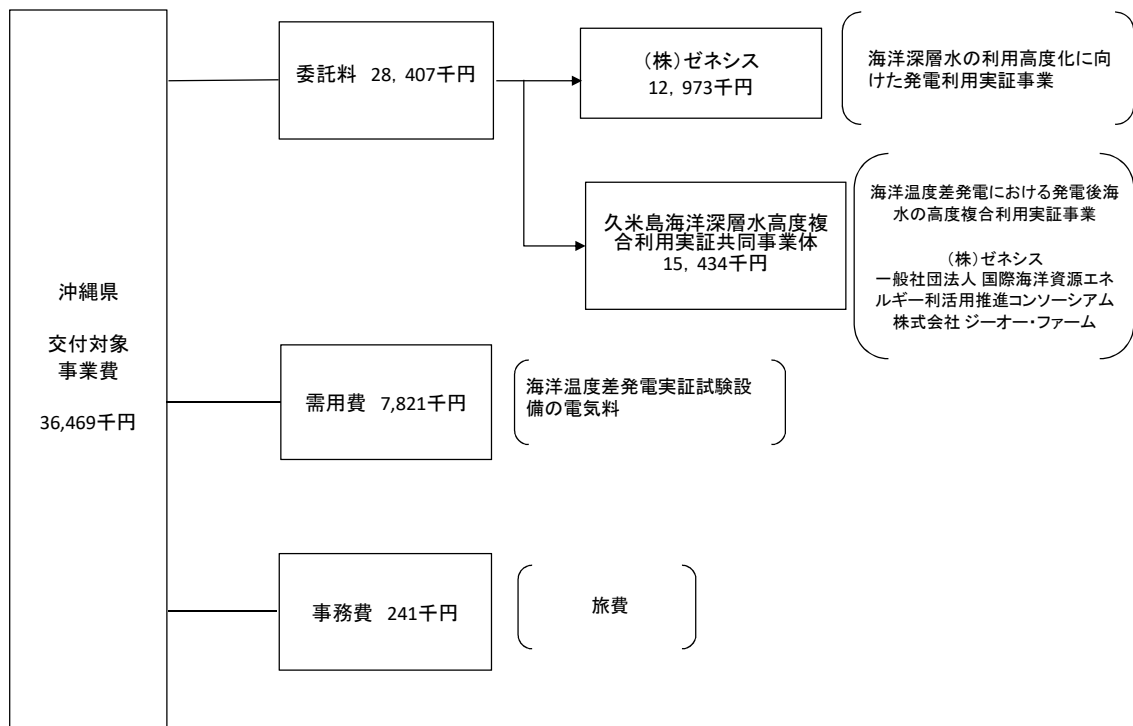 沖縄県
交付対象
事業費
36,469千円
委託料 28，407千円
（株）ゼネシス
12，973千円
海洋深層水の利用高度化に向
けた発電利用実証事業
久米島海洋深層水高度複
合利用実証共同事業体
15，434千円
海洋温度差発電における発電後海
水の高度複合利用実証事業
（株）ゼネシス
一般社団法人 国際海洋資源エネ
ルギー利活用推進コンソーシアム
株式会社 ジーオー・ファーム
需用費 7,821千円
海洋温度差発電実証試験設
備の電気料
事務費 241千円
旅費